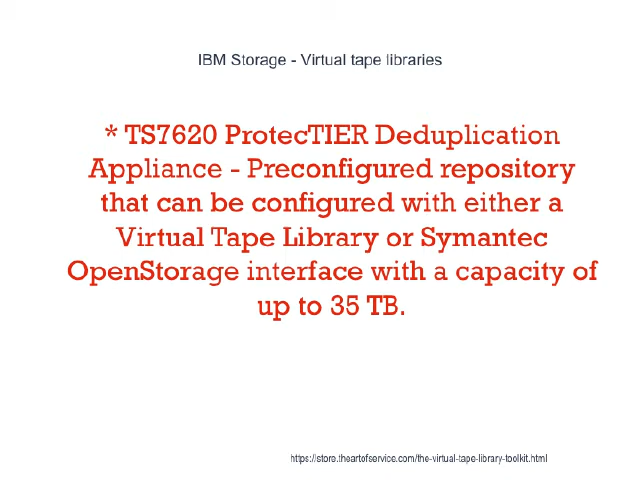 IBM Storage - Virtual tape libraries
* TS7620 ProtecTIER Deduplication
Appliance - Preconfigured repository
that can be configured with either a
Virtual Tape Library or Symantec
OpenStorage interface with a capacity of
up to 35 TB.
https://store.theartofservice.com/the-virtual-tape-library-toolkit.html